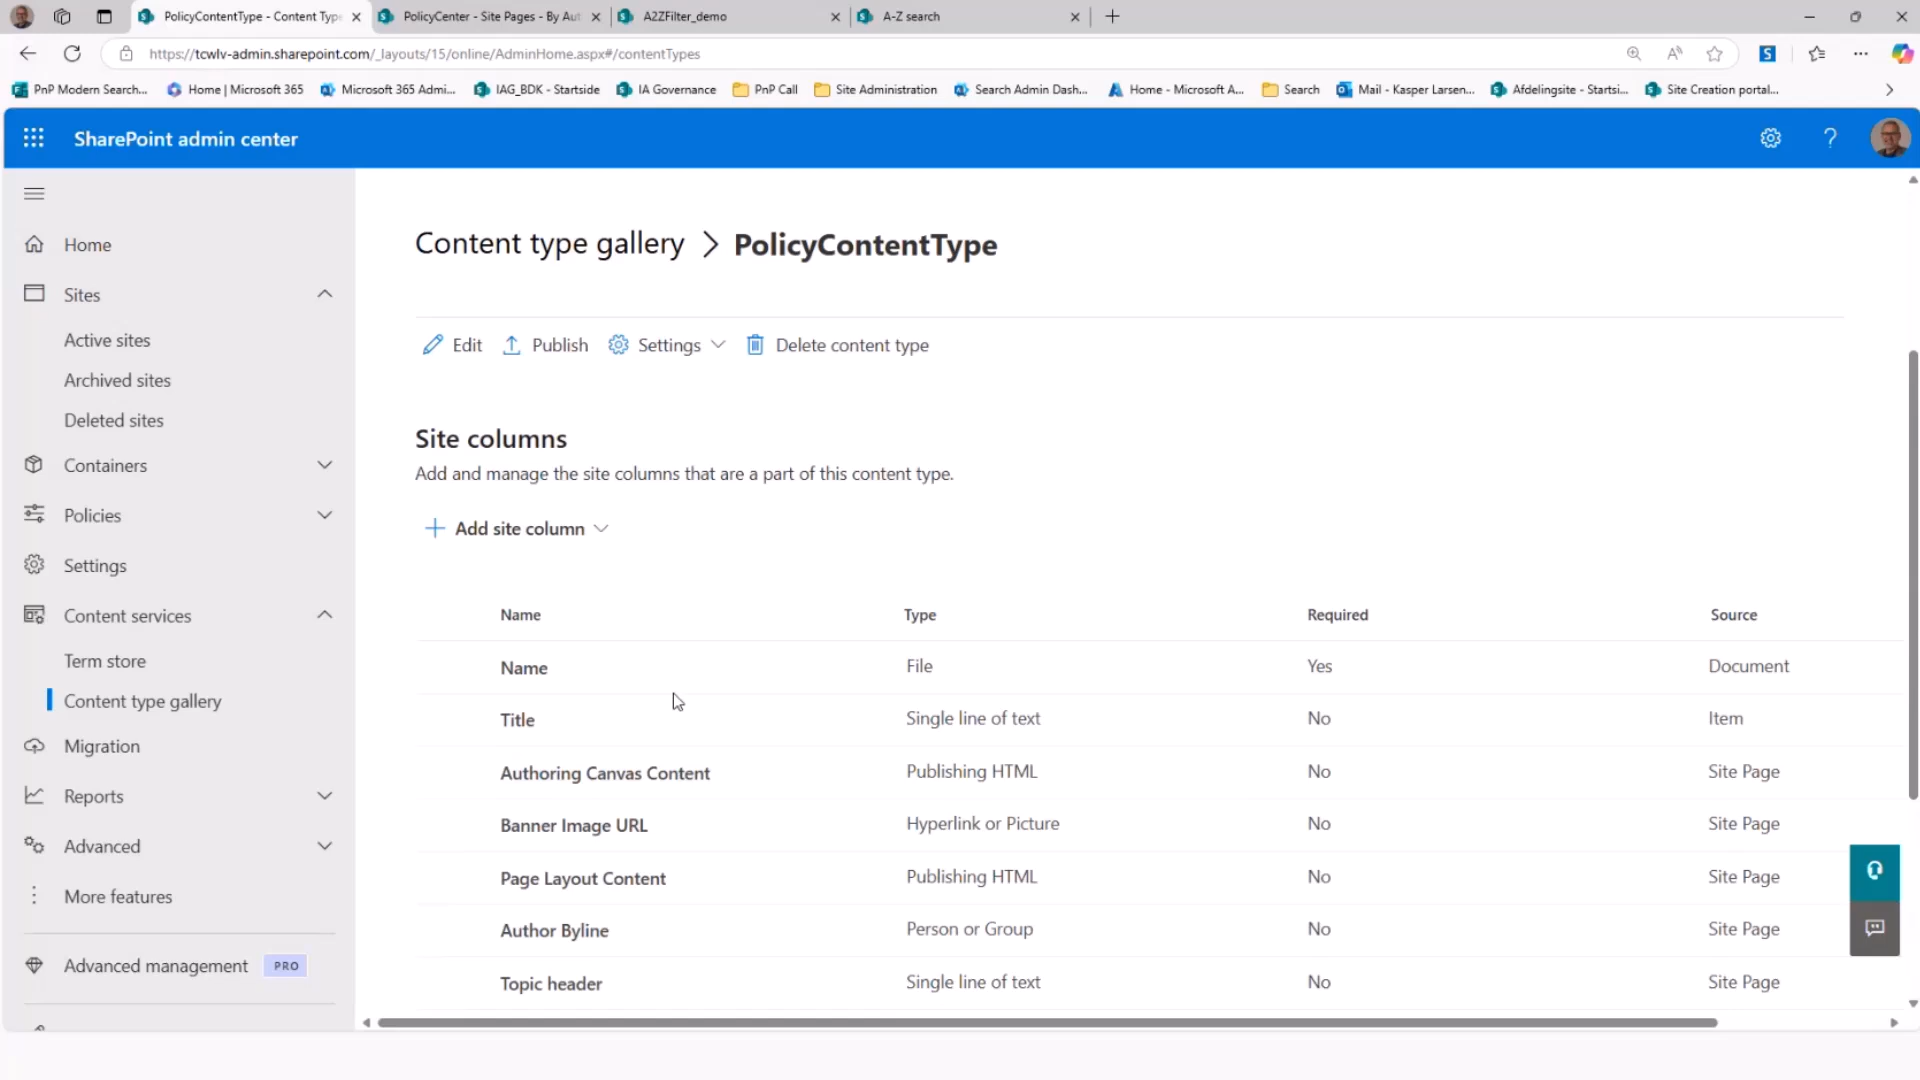 PolicyContentType - Content Type
PolicyCenter - Site Pages - By Aut
A2ZFilter_demo
A-Z search
https://tcwlv-admin.sharepoint.com/_layouts/15/online/AdminHome.aspx#/contentTypes
PnP Modern Search...
Home | Microsoft 365
Microsoft 365 Admi...
IAG_BDK - Startside
IA Governance
PnP Call
Site Administration
Search Admin Dash...
Home - Microsoft A...
Search
Mail - Kasper Larsen...
Afdelingsite - Startsi...
Site Creation portal...
SharePoint admin center
Home
Sites
Active sites
Archived sites
Deleted sites
Containers
Policies
Settings
Content services
Term store
Content type gallery
Migration
Reports
Advanced
More features
Advanced management PRO
Content type gallery > PolicyContentType
Edit Publish Settings Delete content type
Site columns
Add and manage the site columns that are a part of this content type.
Add site column
Name Type Required Source
Name File Yes Document
Title Single line of text No Item
Authoring Canvas Content Publishing HTML No Site Page
Banner Image URL Hyperlink or Picture No Site Page
Page Layout Content Publishing HTML No Site Page
Author Byline Person or Group No Site Page
Topic header Single line of text No Site Page